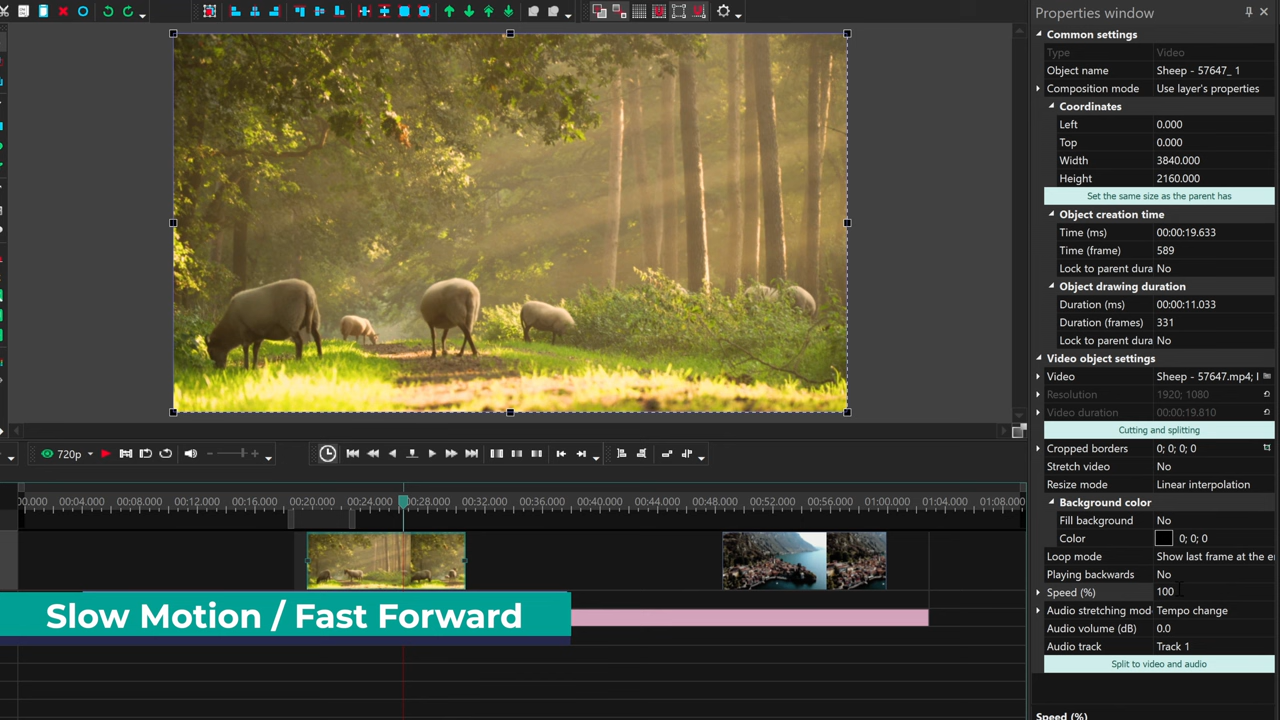 Properties window
Common settings
Type Video
Object name Sheep - 57647_ 1
Composition mode Use layer's properties
Coordinates
Left 0.000
Top 0.000
Width 3840.000
Height 2160.000
Set the same size as the parent has
Object creation time
Time (ms) 00:00:19.633
Time (frame) 589
Lock to parent dura No
Object drawing duration
Duration (ms) 00:00:11.033
Duration (frames) 331
Lock to parent dura No
Video object settings
Video Sheep - 57647.mp4; I
Resolution 1920; 1080
Video duration 00:00:19.810
Cutting and splitting
Cropped borders 0; 0; 0; 0
Stretch video No
Resize mode Linear interpolation
Background color
Fill background No
Color 0; 0; 0
Loop mode Show last frame at the e
Playing backwards No
Speed (%) 100
Audio stretching mod Tempo change
Audio volume (dB) 0.0
Audio track Track 1
Split to video and audio
Speed (%)
720p
00.000 00:04.000 00:08.000 00:12.000 00:16.000 00:20.000 00:24.000 00:28.000 00:32.000 00:36.000 00:40.000 00:44.000 00:48.000 00:52.000 00:56.000 01:00.000 01:04.000 01:08.000
Slow Motion / Fast Forward